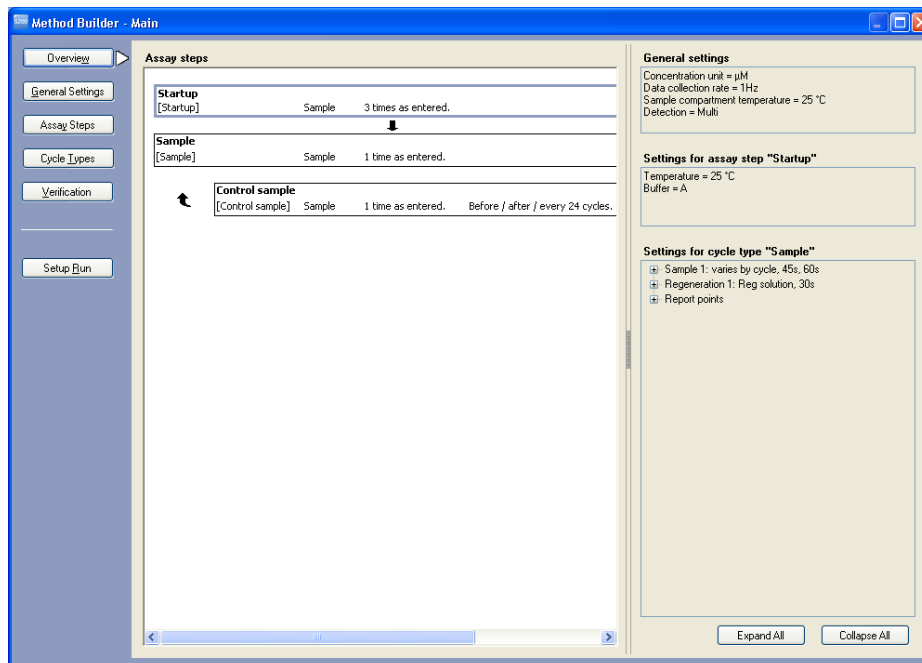 S200 Method Builder - Main
Overview
General Settings
Assay Steps
Cycle Types
Verification
Setup Run
Assay steps
Startup
[Startup] Sample 3 times as entered.
Sample
[Sample] Sample 1 time as entered.
Control sample
[Control sample] Sample 1 time as entered. Before / after / every 24 cycles.
General settings
Concentration unit = µM
Data collection rate = 1Hz
Sample compartment temperature = 25 °C
Detection = Multi
Settings for assay step "Startup"
Temperature = 25 °C
Buffer = A
Settings for cycle type "Sample"
Sample 1: varies by cycle, 45s, 60s
Regeneration 1: Reg solution, 30s
Report points
Expand All
Collapse All